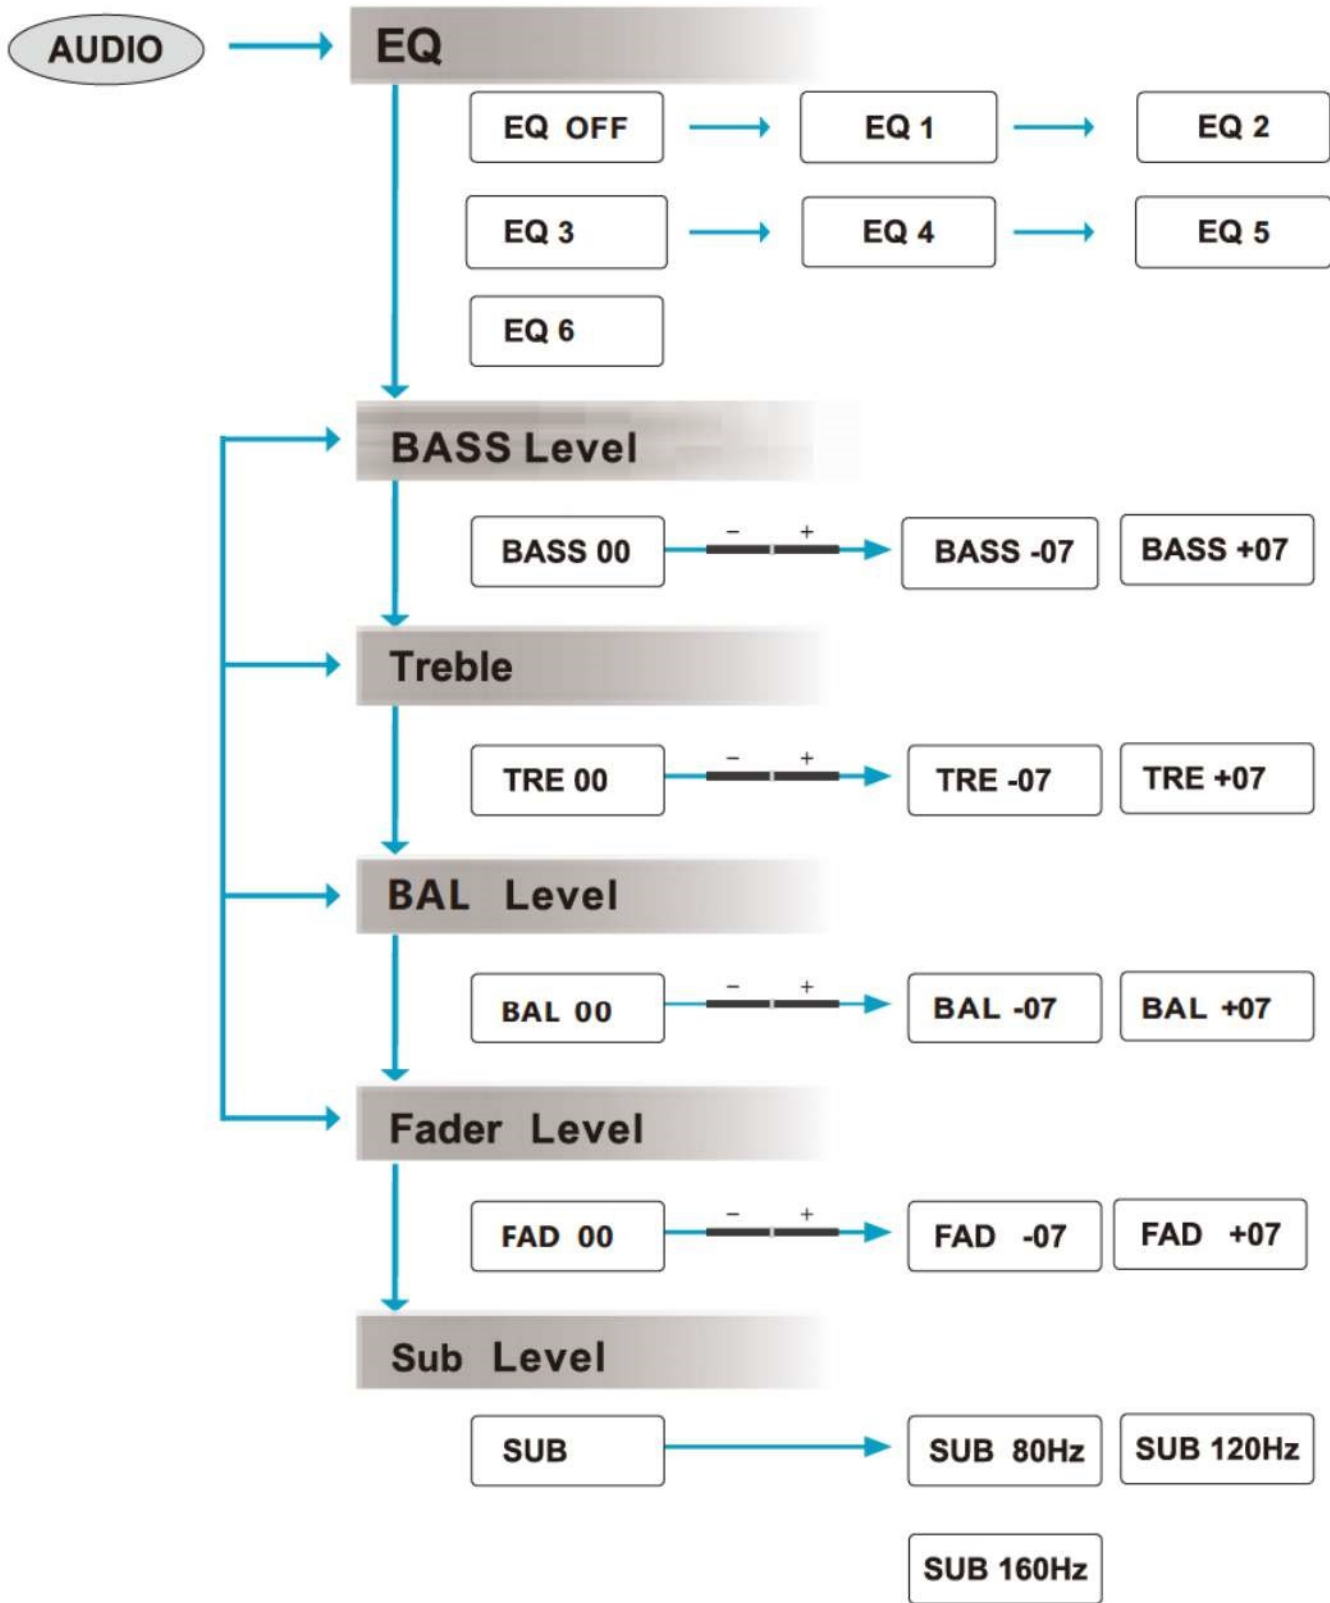 AUDIO EQ
EQ OFF EQ 1 EQ 2
EQ 3 EQ 4 EQ 5
EQ 6
BASS Level
- +
BASS 00 BASS -07 BASS +07
Treble
- +
TRE 00 TRE -07 TRE +07
BAL Level
- +
BAL 00 BAL -07 BAL +07
Fader Level
- +
FAD 00 FAD -07 FAD +07
Sub Level
SUB SUB 80Hz SUB 120Hz
SUB 160Hz